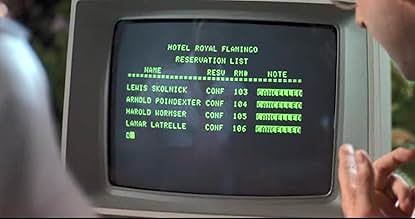 HOTEL ROYAL FLAMINGO
RESERVATION LIST
NAME RESV RM# NOTE
LEWIS SKOLNICK CONF 103 CANCELLED
ARNOLD POINDEXTER CONF 104 CANCELLED
HAROLD WORMSER CONF 105 CANCELLED
LAMAR LATRELLE CONF 106 CANCELLED